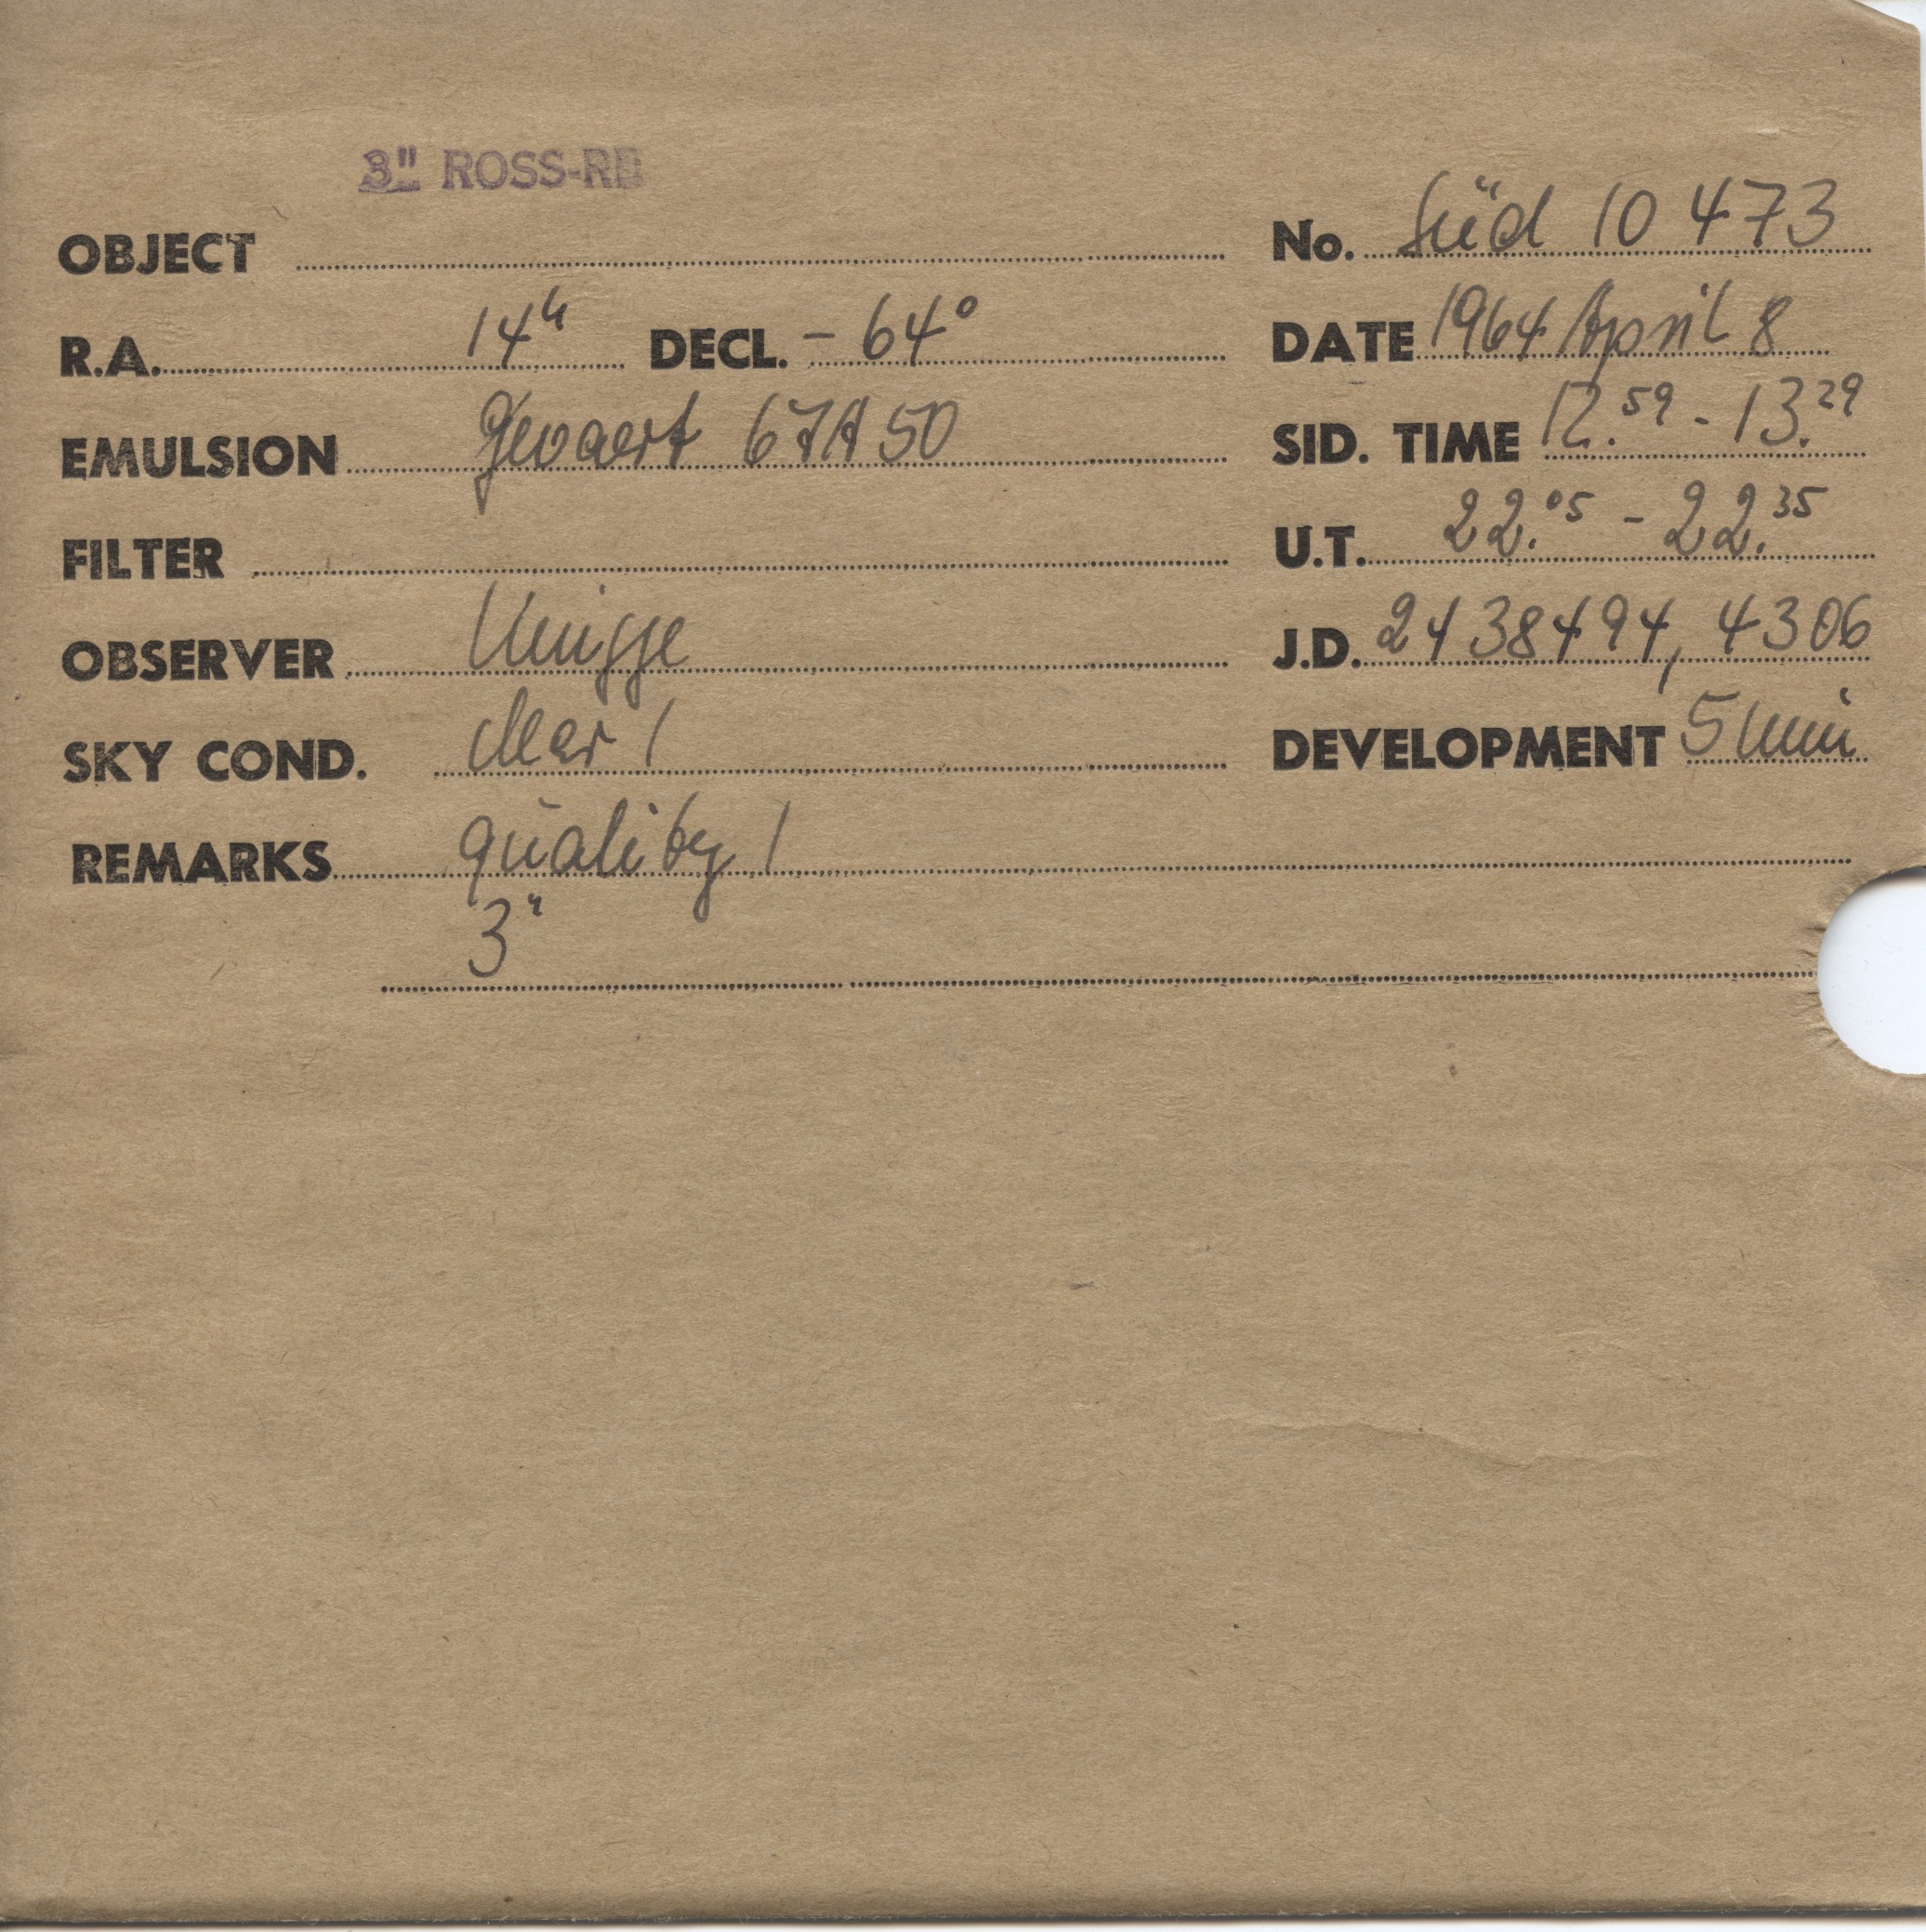 3" ROSS-RB
OBJECT No. Süd 10 473
R.A. 14h DECL. - 64° DATE 1964 April 8
EMULSION Gevaert 67A50 SID. TIME 12.59 - 13.29
FILTER U.T. 22.05 - 22.35
OBSERVER J.D. 2438494,4306
SKY COND. clear 1 DEVELOPMENT 5 min
REMARKS quality 1
3"